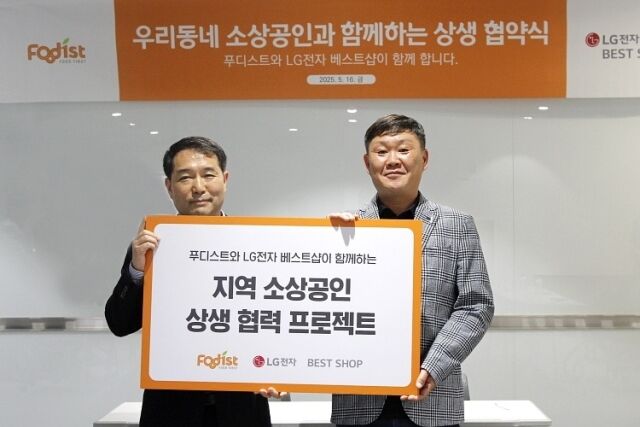 Fodist
FOOD FIRST
우리동네 소상공인과 함께하는 상생 협약식
푸디스트와 LG전자 베스트샵이 함께 합니다.
2025. 5. 16. 금
LG전자
BEST SH
푸디스트와 LG전자 베스트샵이 함께하는
지역 소상공인
상생 협력 프로젝트
Fodist
LG전자 BEST SHOP